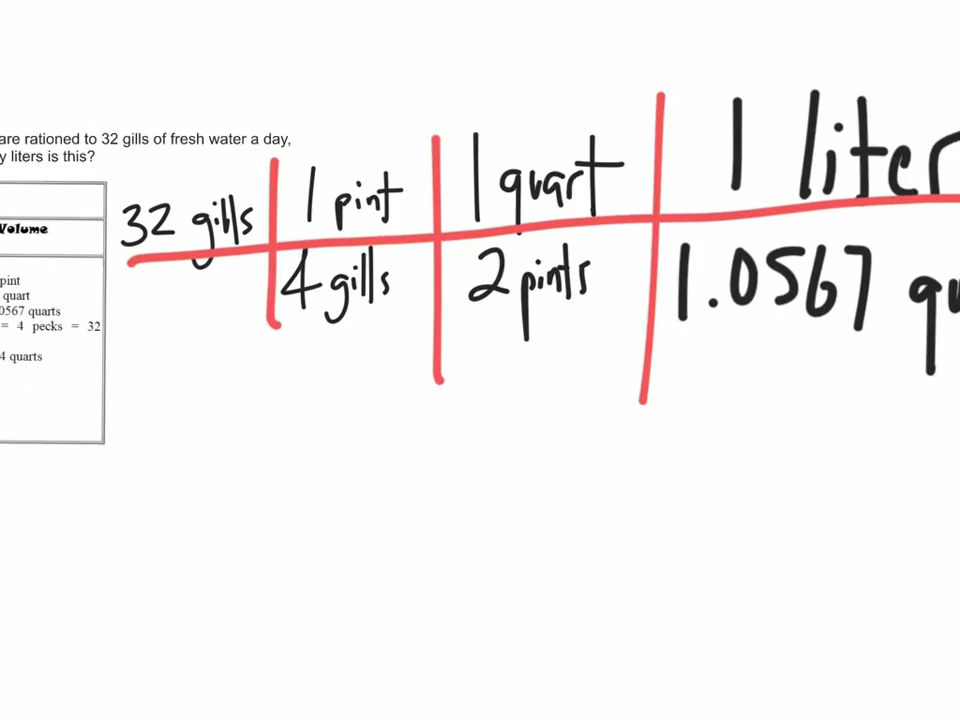 are rationed to 32 gills of fresh water a day,
y liters is this?
Volume
pint
quart
0567 quarts
= 4 pecks = 32
4 quarts
32 gills 1 pint 1 quart 1 liter
4 gills 2 pints 1.0567 qu